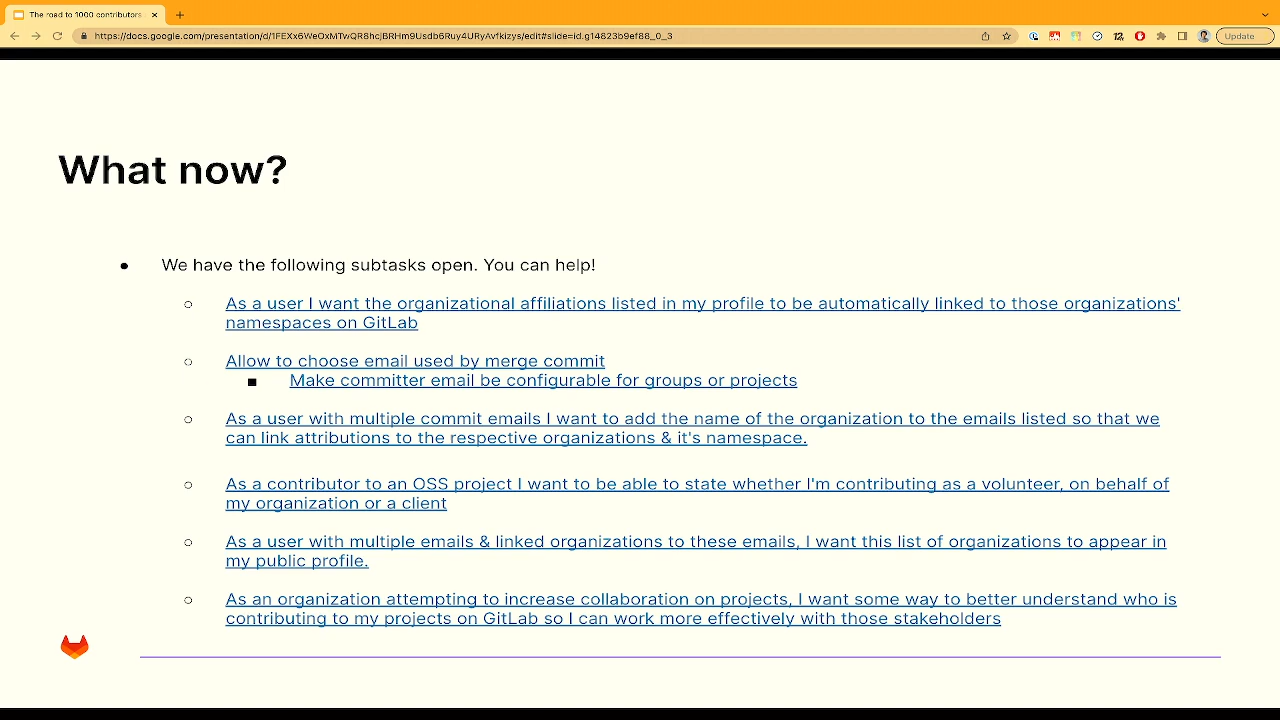 The road to 1000 contributors
https://docs.google.com/presentation/d/1FEXx6WeOxMTwQR8hcjBRHm9Usdb6Ruy4URyAvfkizys/edit#slide=id.g14823b9ef88_0_3
Update
What now?
We have the following subtasks open. You can help!
As a user I want the organizational affiliations listed in my profile to be automatically linked to those organizations'
namespaces on GitLab
Allow to choose email used by merge commit
Make committer email be configurable for groups or projects
As a user with multiple commit emails I want to add the name of the organization to the emails listed so that we
can link attributions to the respective organizations & it's namespace.
As a contributor to an OSS project I want to be able to state whether I'm contributing as a volunteer, on behalf of
my organization or a client
As a user with multiple emails & linked organizations to these emails, I want this list of organizations to appear in
my public profile.
As an organization attempting to increase collaboration on projects, I want some way to better understand who is
contributing to my projects on GitLab so I can work more effectively with those stakeholders